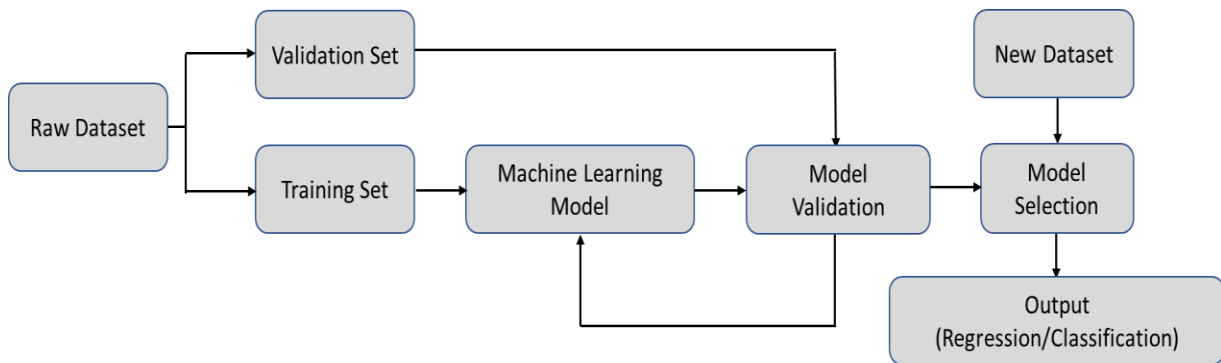 Raw Dataset
Validation Set
Training Set
Machine Learning
Model
Model
Validation
New Dataset
Model
Selection
Output
(Regression/Classification)